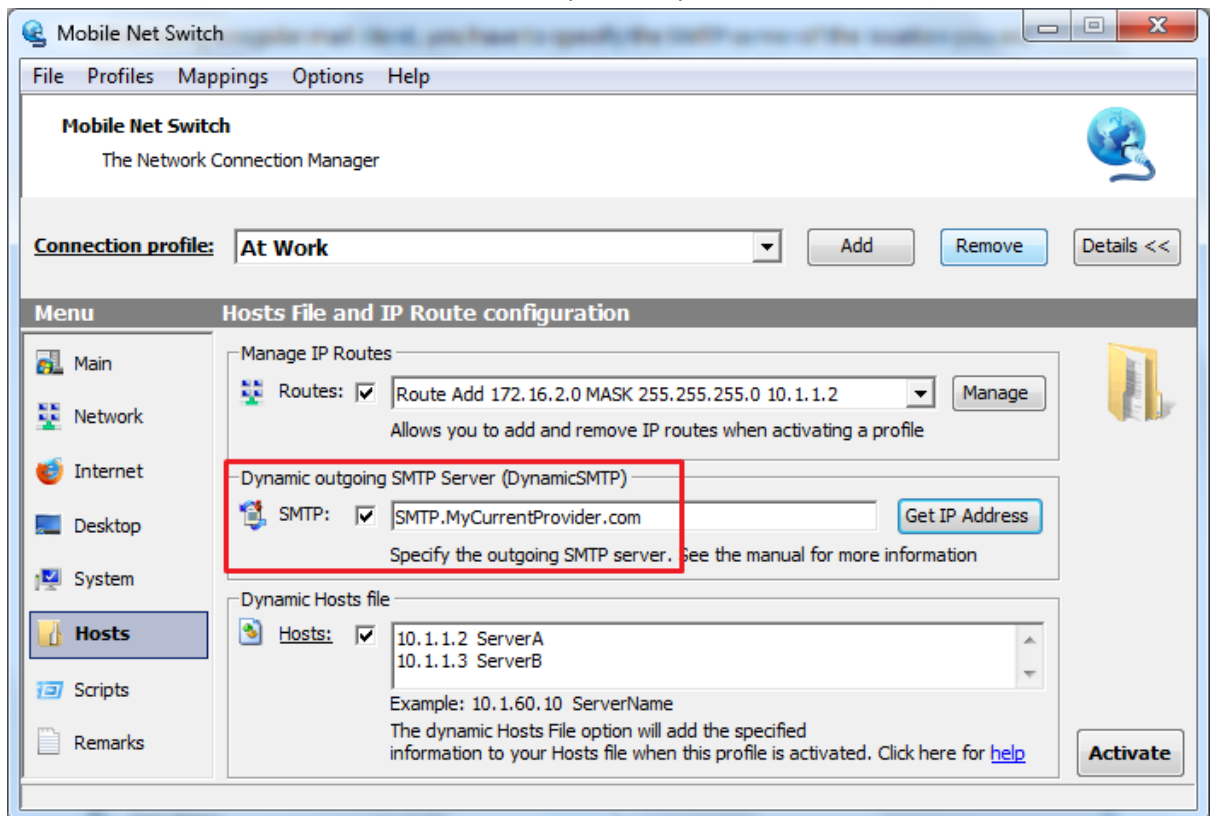 Mobile Net Switch
File Profiles Mappings Options Help
Mobile Net Switch
The Network Connection Manager
Connection profile: At Work Add Remove Details <<
Menu Hosts File and IP Route configuration
Main
Network
Internet
Desktop
System
Hosts
Scripts
Remarks
Manage IP Routes
Routes: Route Add 172.16.2.0 MASK 255.255.255.0 10.1.1.2 Manage
Allows you to add and remove IP routes when activating a profile
Dynamic outgoing SMTP Server (DynamicSMTP)
SMTP: SMTP.MyCurrentProvider.com Get IP Address
Specify the outgoing SMTP server. See the manual for more information
Dynamic Hosts file
Hosts: 10.1.1.2 ServerA
10.1.1.3 ServerB
Example: 10.1.60.10 ServerName
The dynamic Hosts File option will add the specified
information to your Hosts file when this profile is activated. Click here for help
Activate